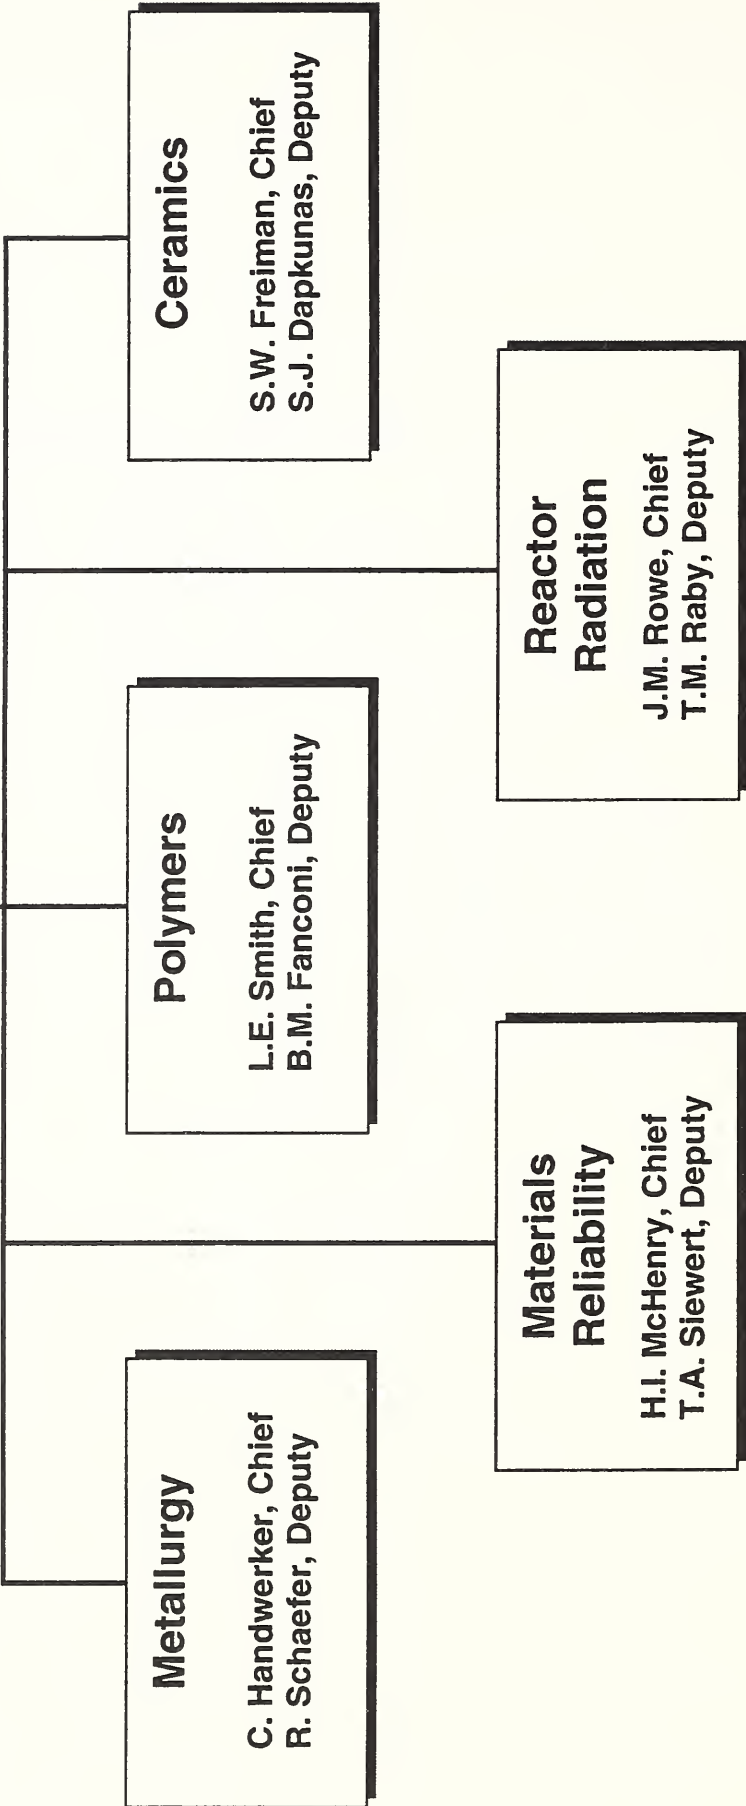 Metallurgy
C. Handwerker, Chief
R. Schaefer, Deputy
Polymers
L.E. Smith, Chief
B.M. Fanconi, Deputy
Ceramics
S.W. Freiman, Chief
S.J. Dapkunas, Deputy
Materials
Reliability
H.I. McHenry, Chief
T.A. Siewert, Deputy
Reactor
Radiation
J.M. Rowe, Chief
T.M. Raby, Deputy